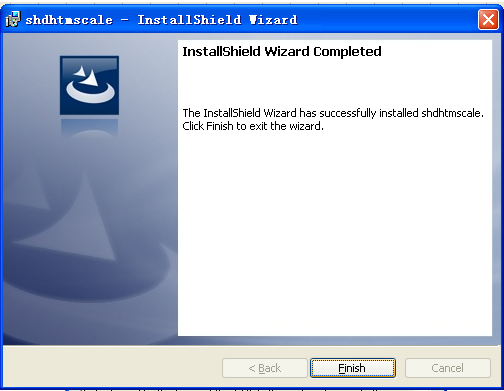 shdhtmscale - InstallShield Wizard
InstallShield Wizard Completed
The InstallShield Wizard has successfully installed shdhtmscale.
Click Finish to exit the wizard.
< Back
Finish
Cancel